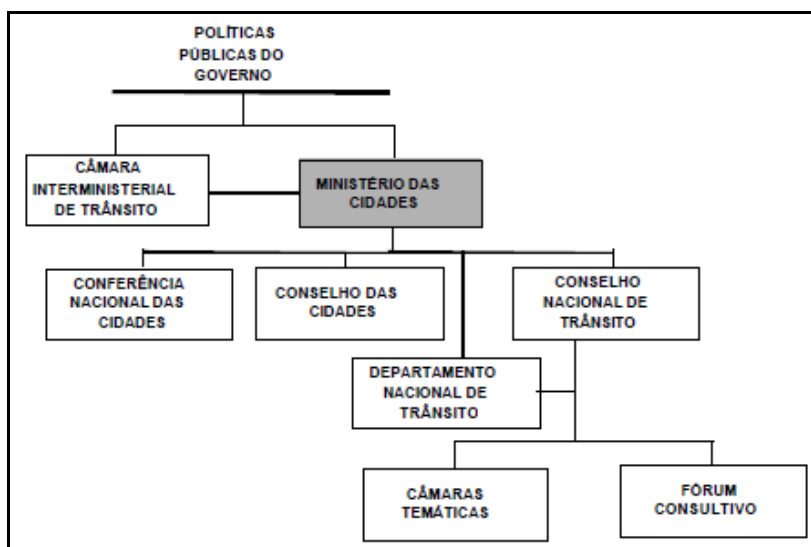 POLÍTICAS
PÚBLICAS DO
GOVERNO
CÂMARA
INTERMINISTERIAL
DE TRÂNSITO
MINISTÉRIO DAS
CIDADES
CONFERÊNCIA
NACIONAL DAS
CIDADES
CONSELHO DAS
CIDADES
CONSELHO
NACIONAL DE
TRÂNSITO
DEPARTAMENTO
NACIONAL DE
TRÂNSITO
CÂMARAS
TEMÁTICAS
FÓRUM
CONSULTIVO